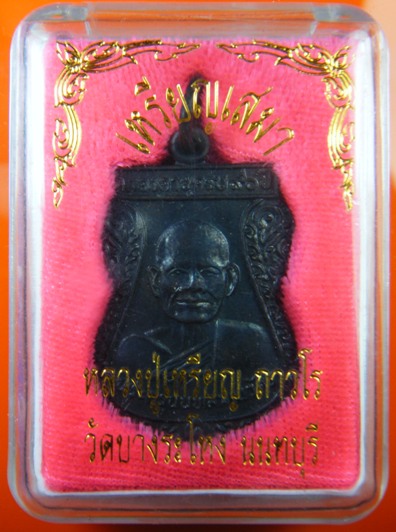 เหรียญเสมา
หลวงปู่เหรียญ ถาวโร
วัดบางระโหง นนทบุรี